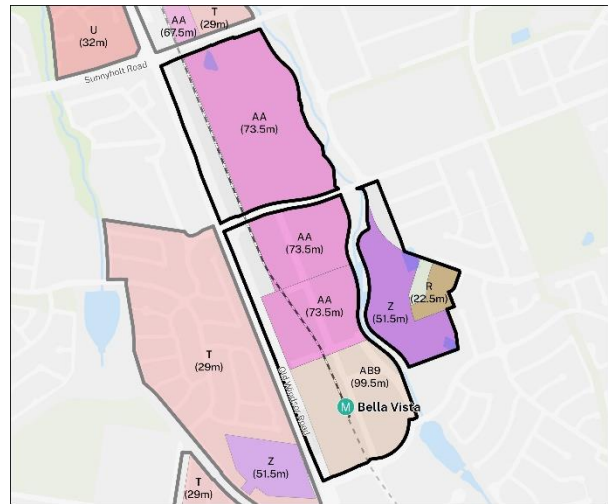 AA
(67.5m)
T
(29m)
U
(32m)
Sunnyholt Road
AA
(73.5m)
AA
(73.5m)
AA
(73.5m)
R
(22.5m)
Z
(51.5m)
T
(29m)
AB9
(99.5m)
Old Windsor Road
M Bella Vista
Z
(51.5m)
T
(29m)